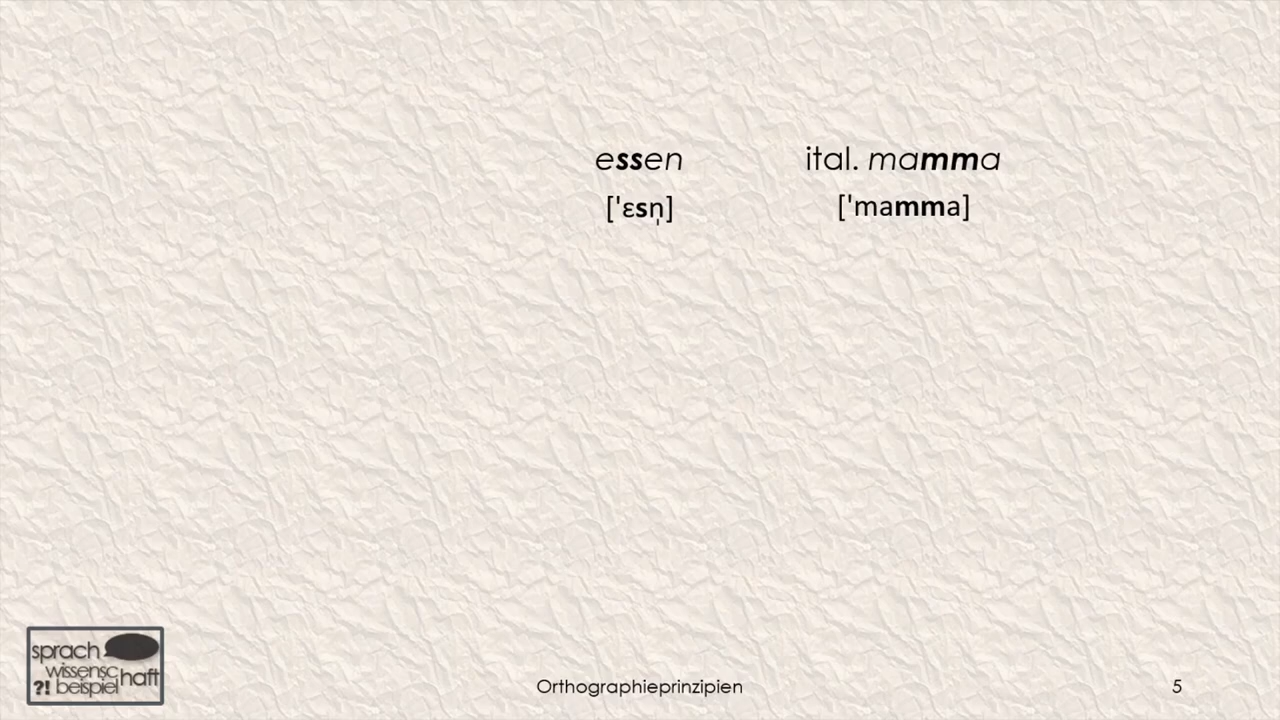 essen
ital. mamma
['ɛsn̩]
['mamma]
sprach
wissensc
haft
?! beispiel
Orthographieprinzipien
5